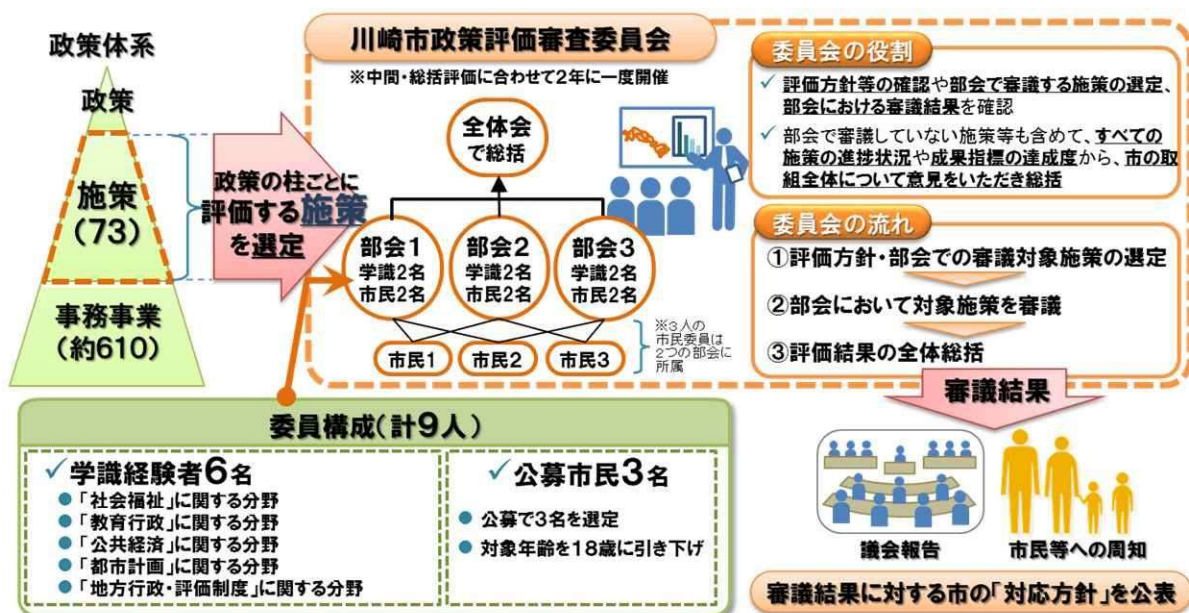 政策体系
政策
施策
(73)
事務事業
(約610)
政策の柱ごとに
評価する施策
を選定
川崎市政策評価審査委員会
※中間・総括評価に合わせて2年に一度開催
全体会
で総括
部会1
学識2名
市民2名
部会2
学識2名
市民2名
部会3
学識2名
市民2名
市民1
市民2
市民3
※3人の
市民委員は
2つの部会に
所属
委員会の役割
✓ 評価方針等の確認や部会で審議する施策の選定、
部会における審議結果を確認
✓ 部会で審議していない施策等も含めて、すべての
施策の進捗状況や成果指標の達成度から、市の取
組全体について意見をいただき総括
委員会の流れ
①評価方針・部会での審議対象施策の選定
②部会において対象施策を審議
③評価結果の全体総括
審議結果
議会報告
市民等への周知
審議結果に対する市の「対応方針」を公表
委員構成(計9人)
✓学識経験者6名
●「社会福祉」に関する分野
●「教育行政」に関する分野
●「公共経済」に関する分野
●「都市計画」に関する分野
●「地方行政・評価制度」に関する分野
✓公募市民3名
● 公募で3名を選定
● 対象年齢を18歳に引き下げ